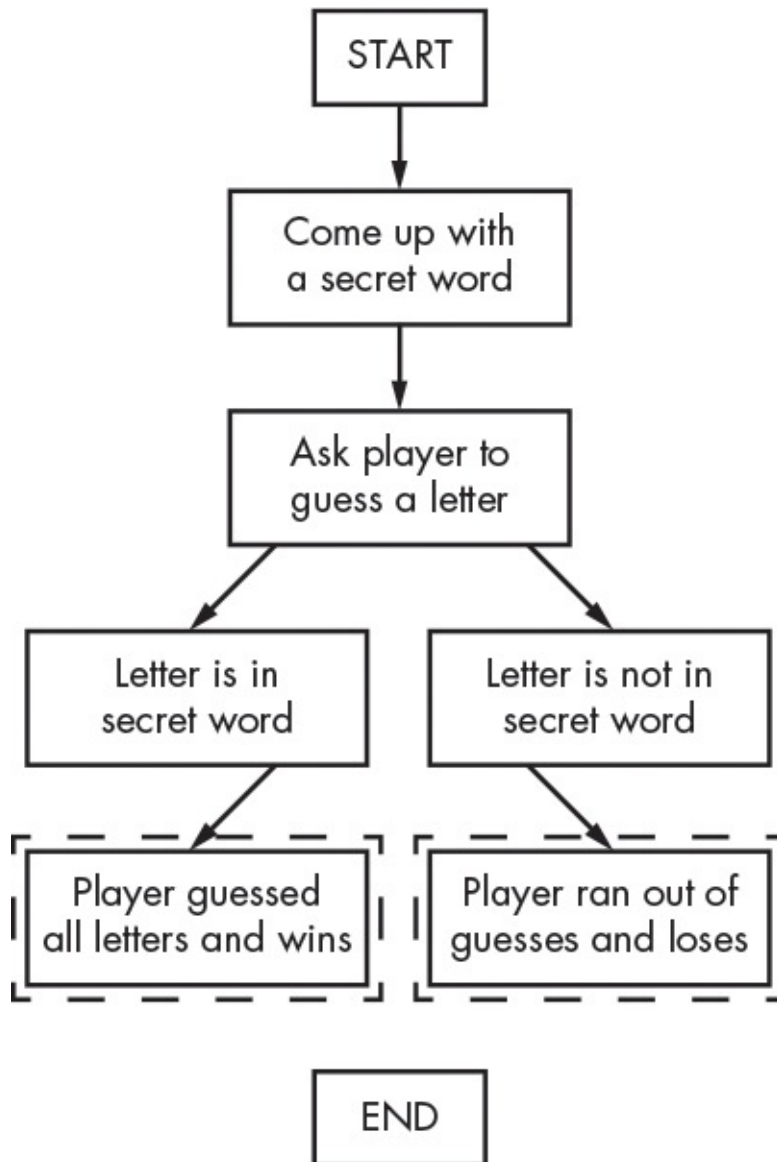 START
Come up with
a secret word
Ask player to
guess a letter
Letter is in
secret word
Letter is not in
secret word
Player guessed
all letters and wins
Player ran out of
guesses and loses
END